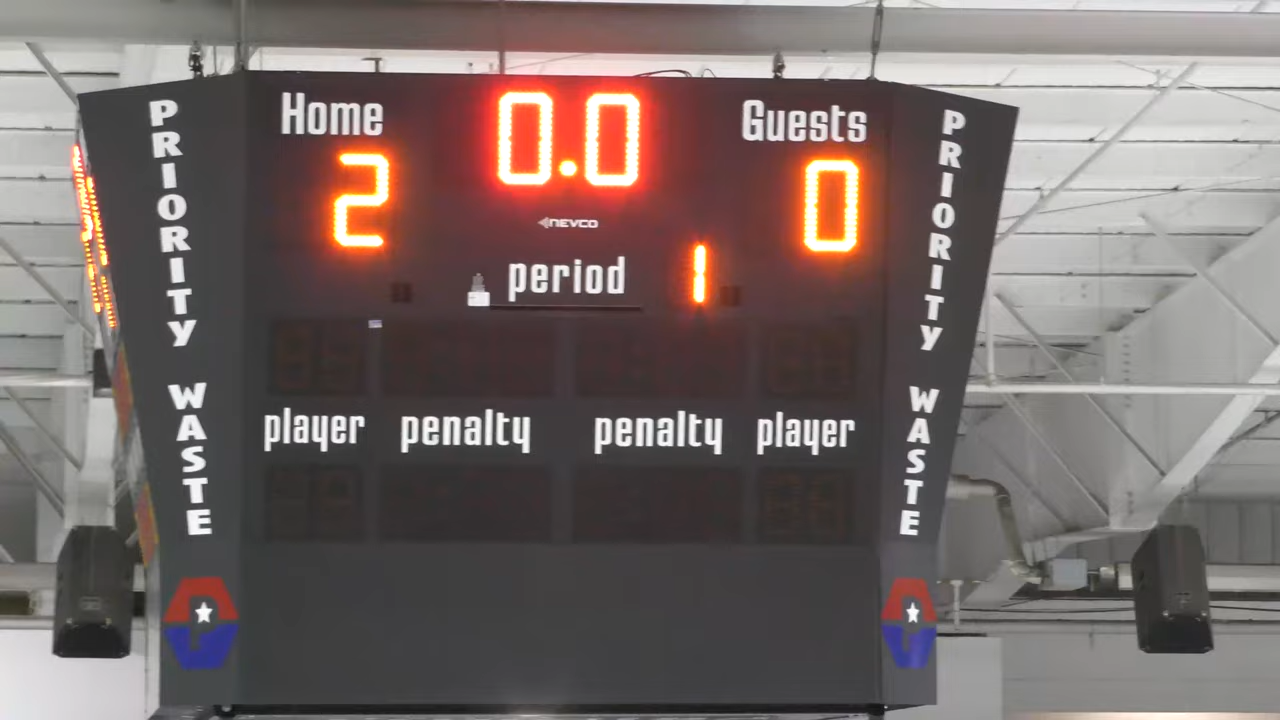 PRIORITY WASTE
Home
0.0
Guests
2
0
NEVCO
period
1
player
penalty
penalty
player
PRIORITY WASTE